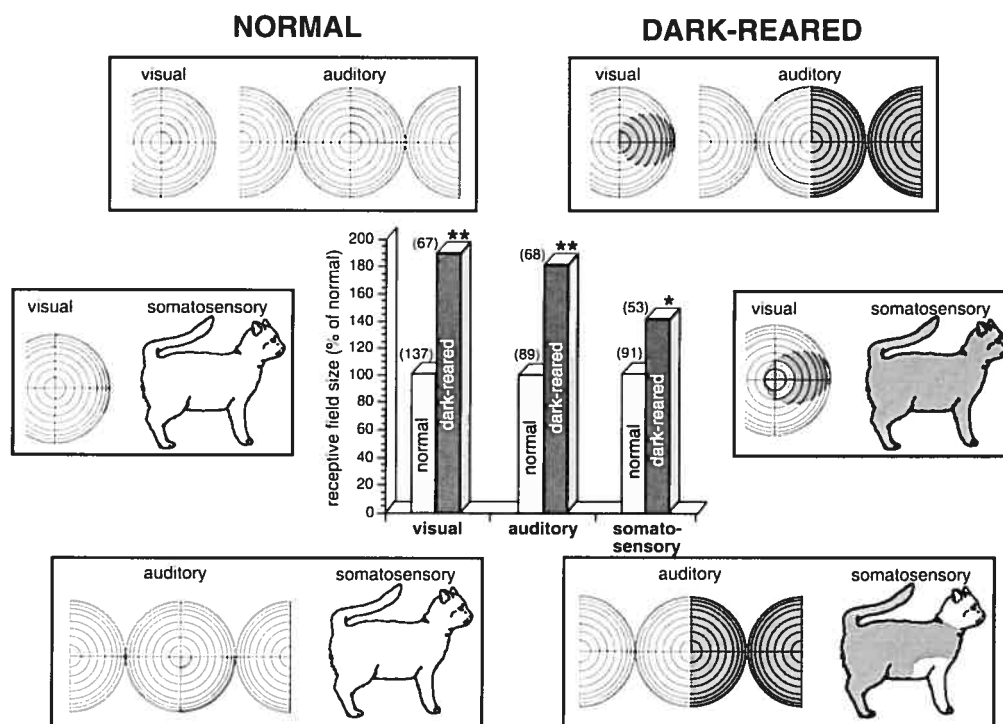 NORMAL
DARK-REARED
visual auditory
visual auditory
receptive field size (% of normal)
200
180
160
140
120
100
80
60
40
20
0
(67) **
(68) **
(53) *
(137)
(89)
(91)
normal
dark-reared
normal
dark-reared
normal
dark-reared
visual auditory somato-
sensory
visual somatosensory
visual somatosensory
auditory somatosensory
auditory somatosensory